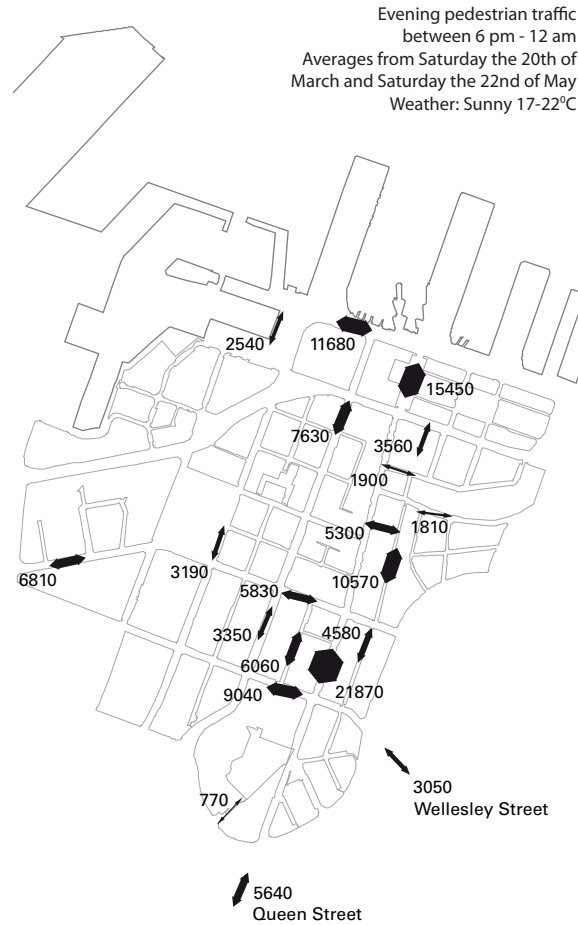 Evening pedestrian traffic
between 6 pm - 12 am
Averages from Saturday the 20th of
March and Saturday the 22nd of May
Weather: Sunny 17-22⁰C
2540
11680
15450
7630
3560
1900
5300
1810
6810
3190
10570
5830
3350
4580
6060
9040
21870
3050
Wellesley Street
770
5640
Queen Street